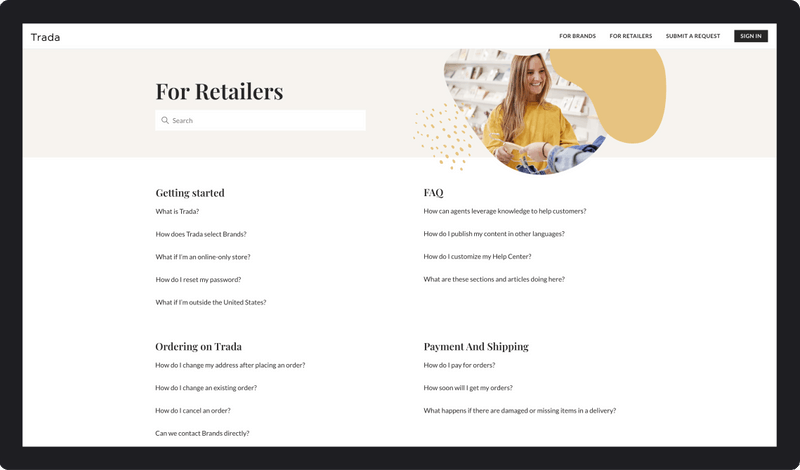 Trada
FOR BRANDS
FOR RETAILERS
SUBMIT A REQUEST
SIGN IN
For Retailers
Search
Getting started
What is Trada?
How does Trada select Brands?
What if I'm an online-only store?
How do I reset my password?
What if I'm outside the United States?
FAQ
How can agents leverage knowledge to help customers?
How do I publish my content in other languages?
How do I customize my Help Center?
What are these sections and articles doing here?
Ordering on Trada
How do I change my address after placing an order?
How do I change an existing order?
How do I cancel an order?
Can we contact Brands directly?
Payment And Shipping
How do I pay for orders?
How soon will I get my orders?
What happens if there are damaged or missing items in a delivery?